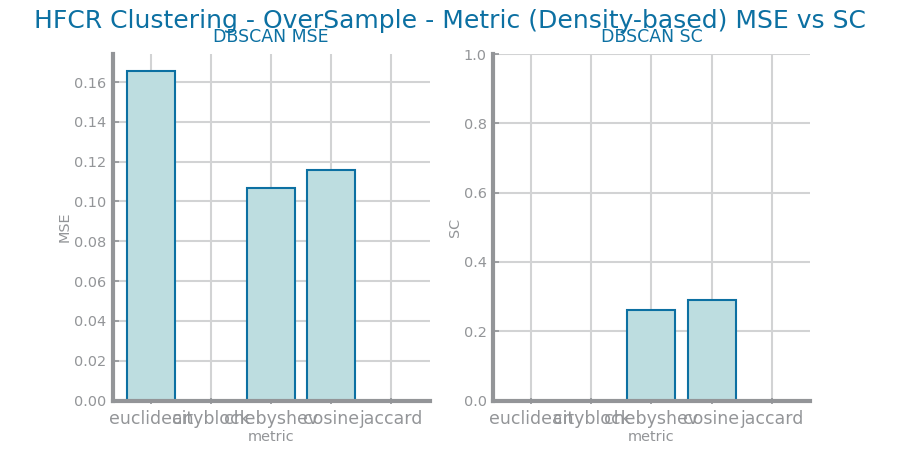 HFCR Clustering - OverSample - Metric (Density-based) MSE vs SC
DBSCAN MSE
MSE
0.16
0.14
0.12
0.10
0.08
0.06
0.04
0.02
0.00
euclidean cityblock chebyshev cosine jaccard
metric
DBSCAN SC
SC
1.0
0.8
0.6
0.4
0.2
0.0
euclidean cityblock chebyshev cosine jaccard
metric